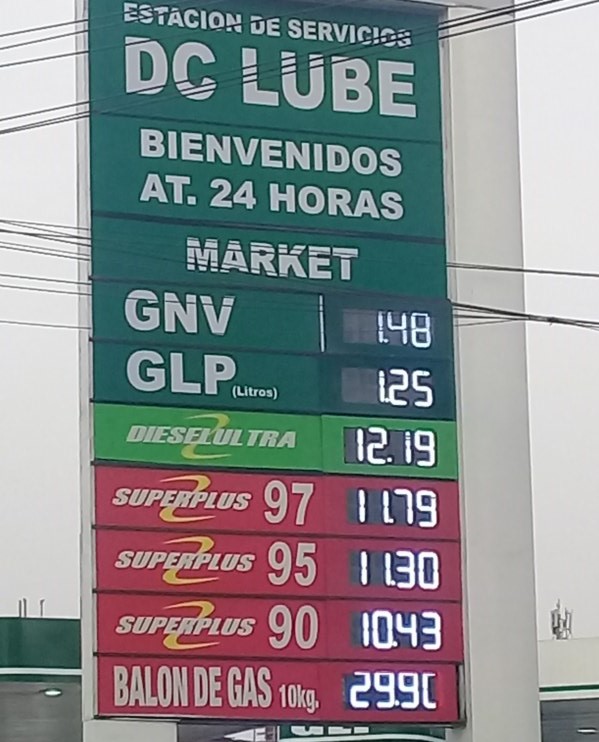 ESTACION DE SERVICIOS
DC LUBE
BIENVENIDOS
AT. 24 HORAS
MARKET
GNV 1.48
GLP (Litros) 1.25
DIESELULTRA 12.19
SUPERPLUS 97 11.79
SUPERPLUS 95 11.30
SUPERPLUS 90 10.43
BALON DE GAS 10kg. 29.90
GLP